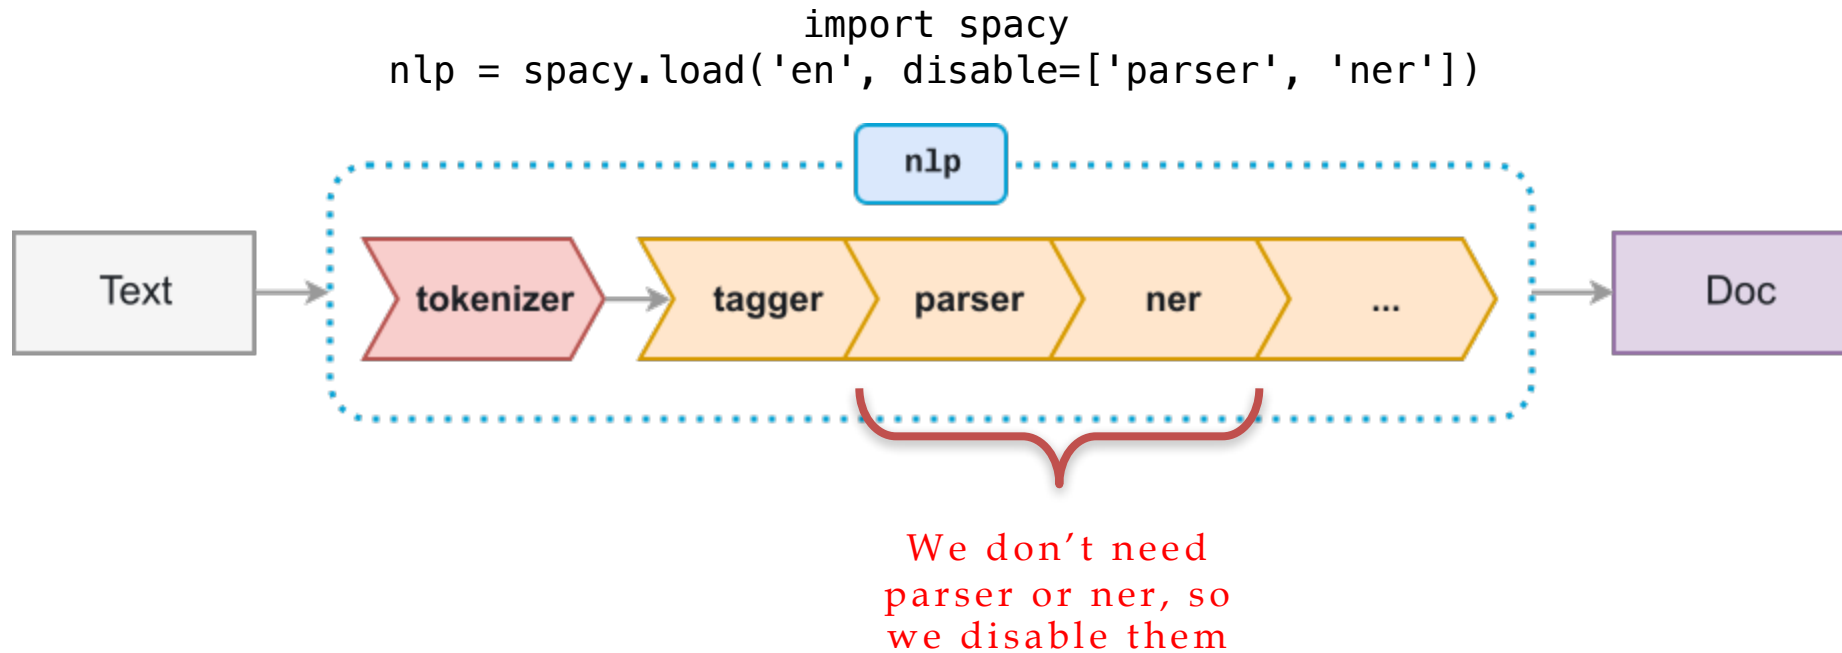 import spacy
nlp = spacy.load('en', disable=['parser', 'ner'])
nlp
Text
tokenizer
tagger
parser
ner
...
Doc
We don’t need
parser or ner, so
we disable them